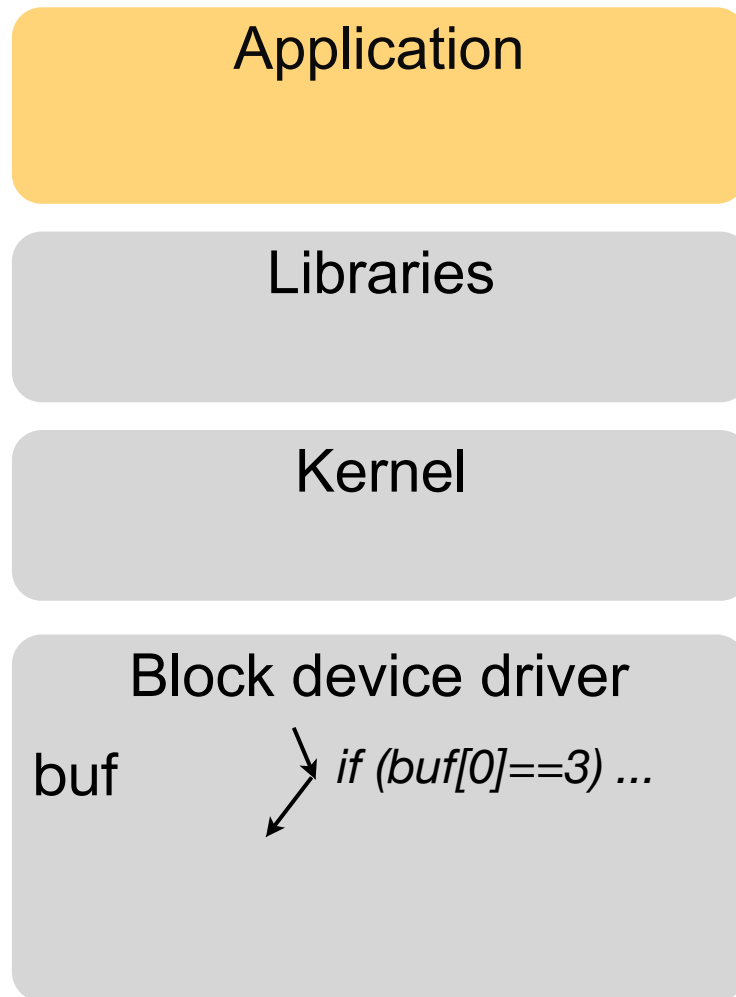 Application
Libraries
Kernel
Block device driver
buf if (buf[0]==3) ...